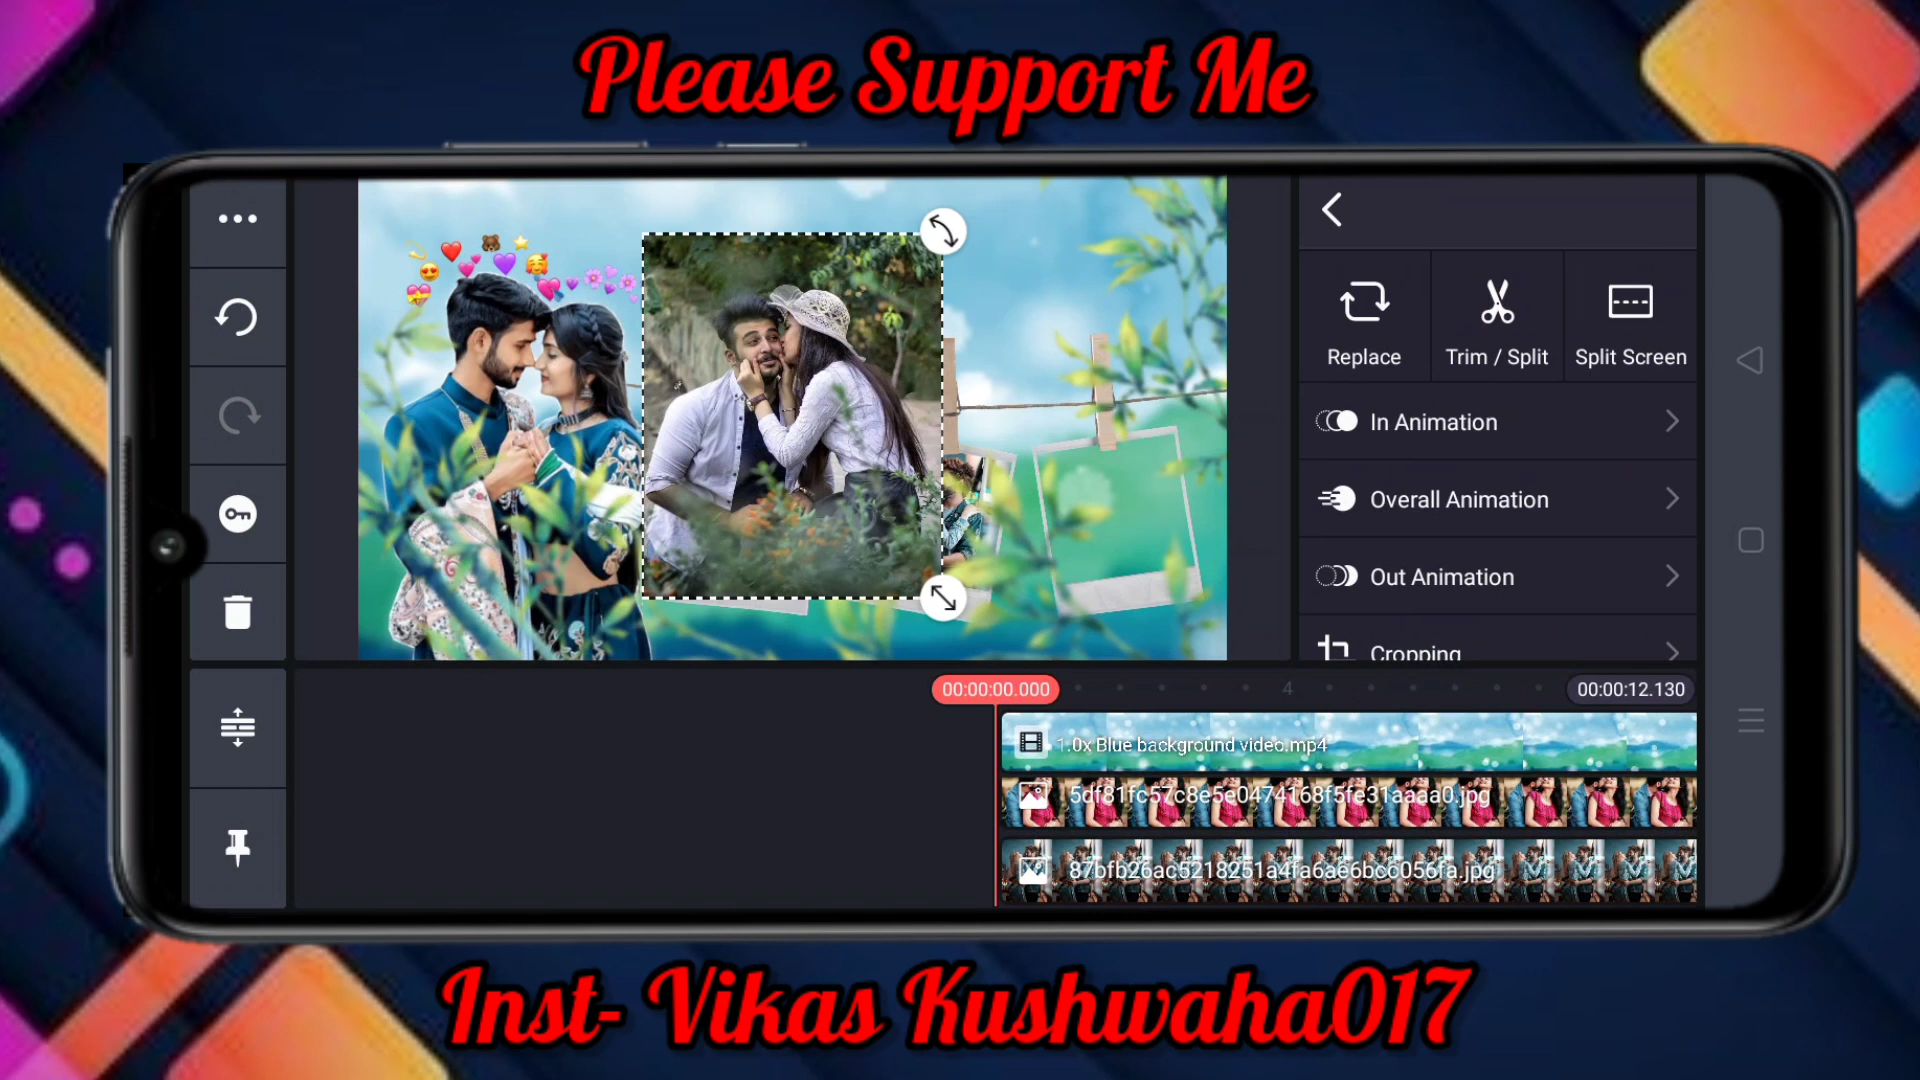 Please Support Me
Replace
Trim / Split
Split Screen
In Animation
Overall Animation
Out Animation
Cropping
00:00:00.000
4
00:00:12.130
1.0x Blue background video.mp4
5df81fc57c8e5e0474168f5fe31aaaa0.jpg
87bfb26ac5218251a4fa6ae6bcc056fa.jpg
Inst- Vikas Kushwaha017